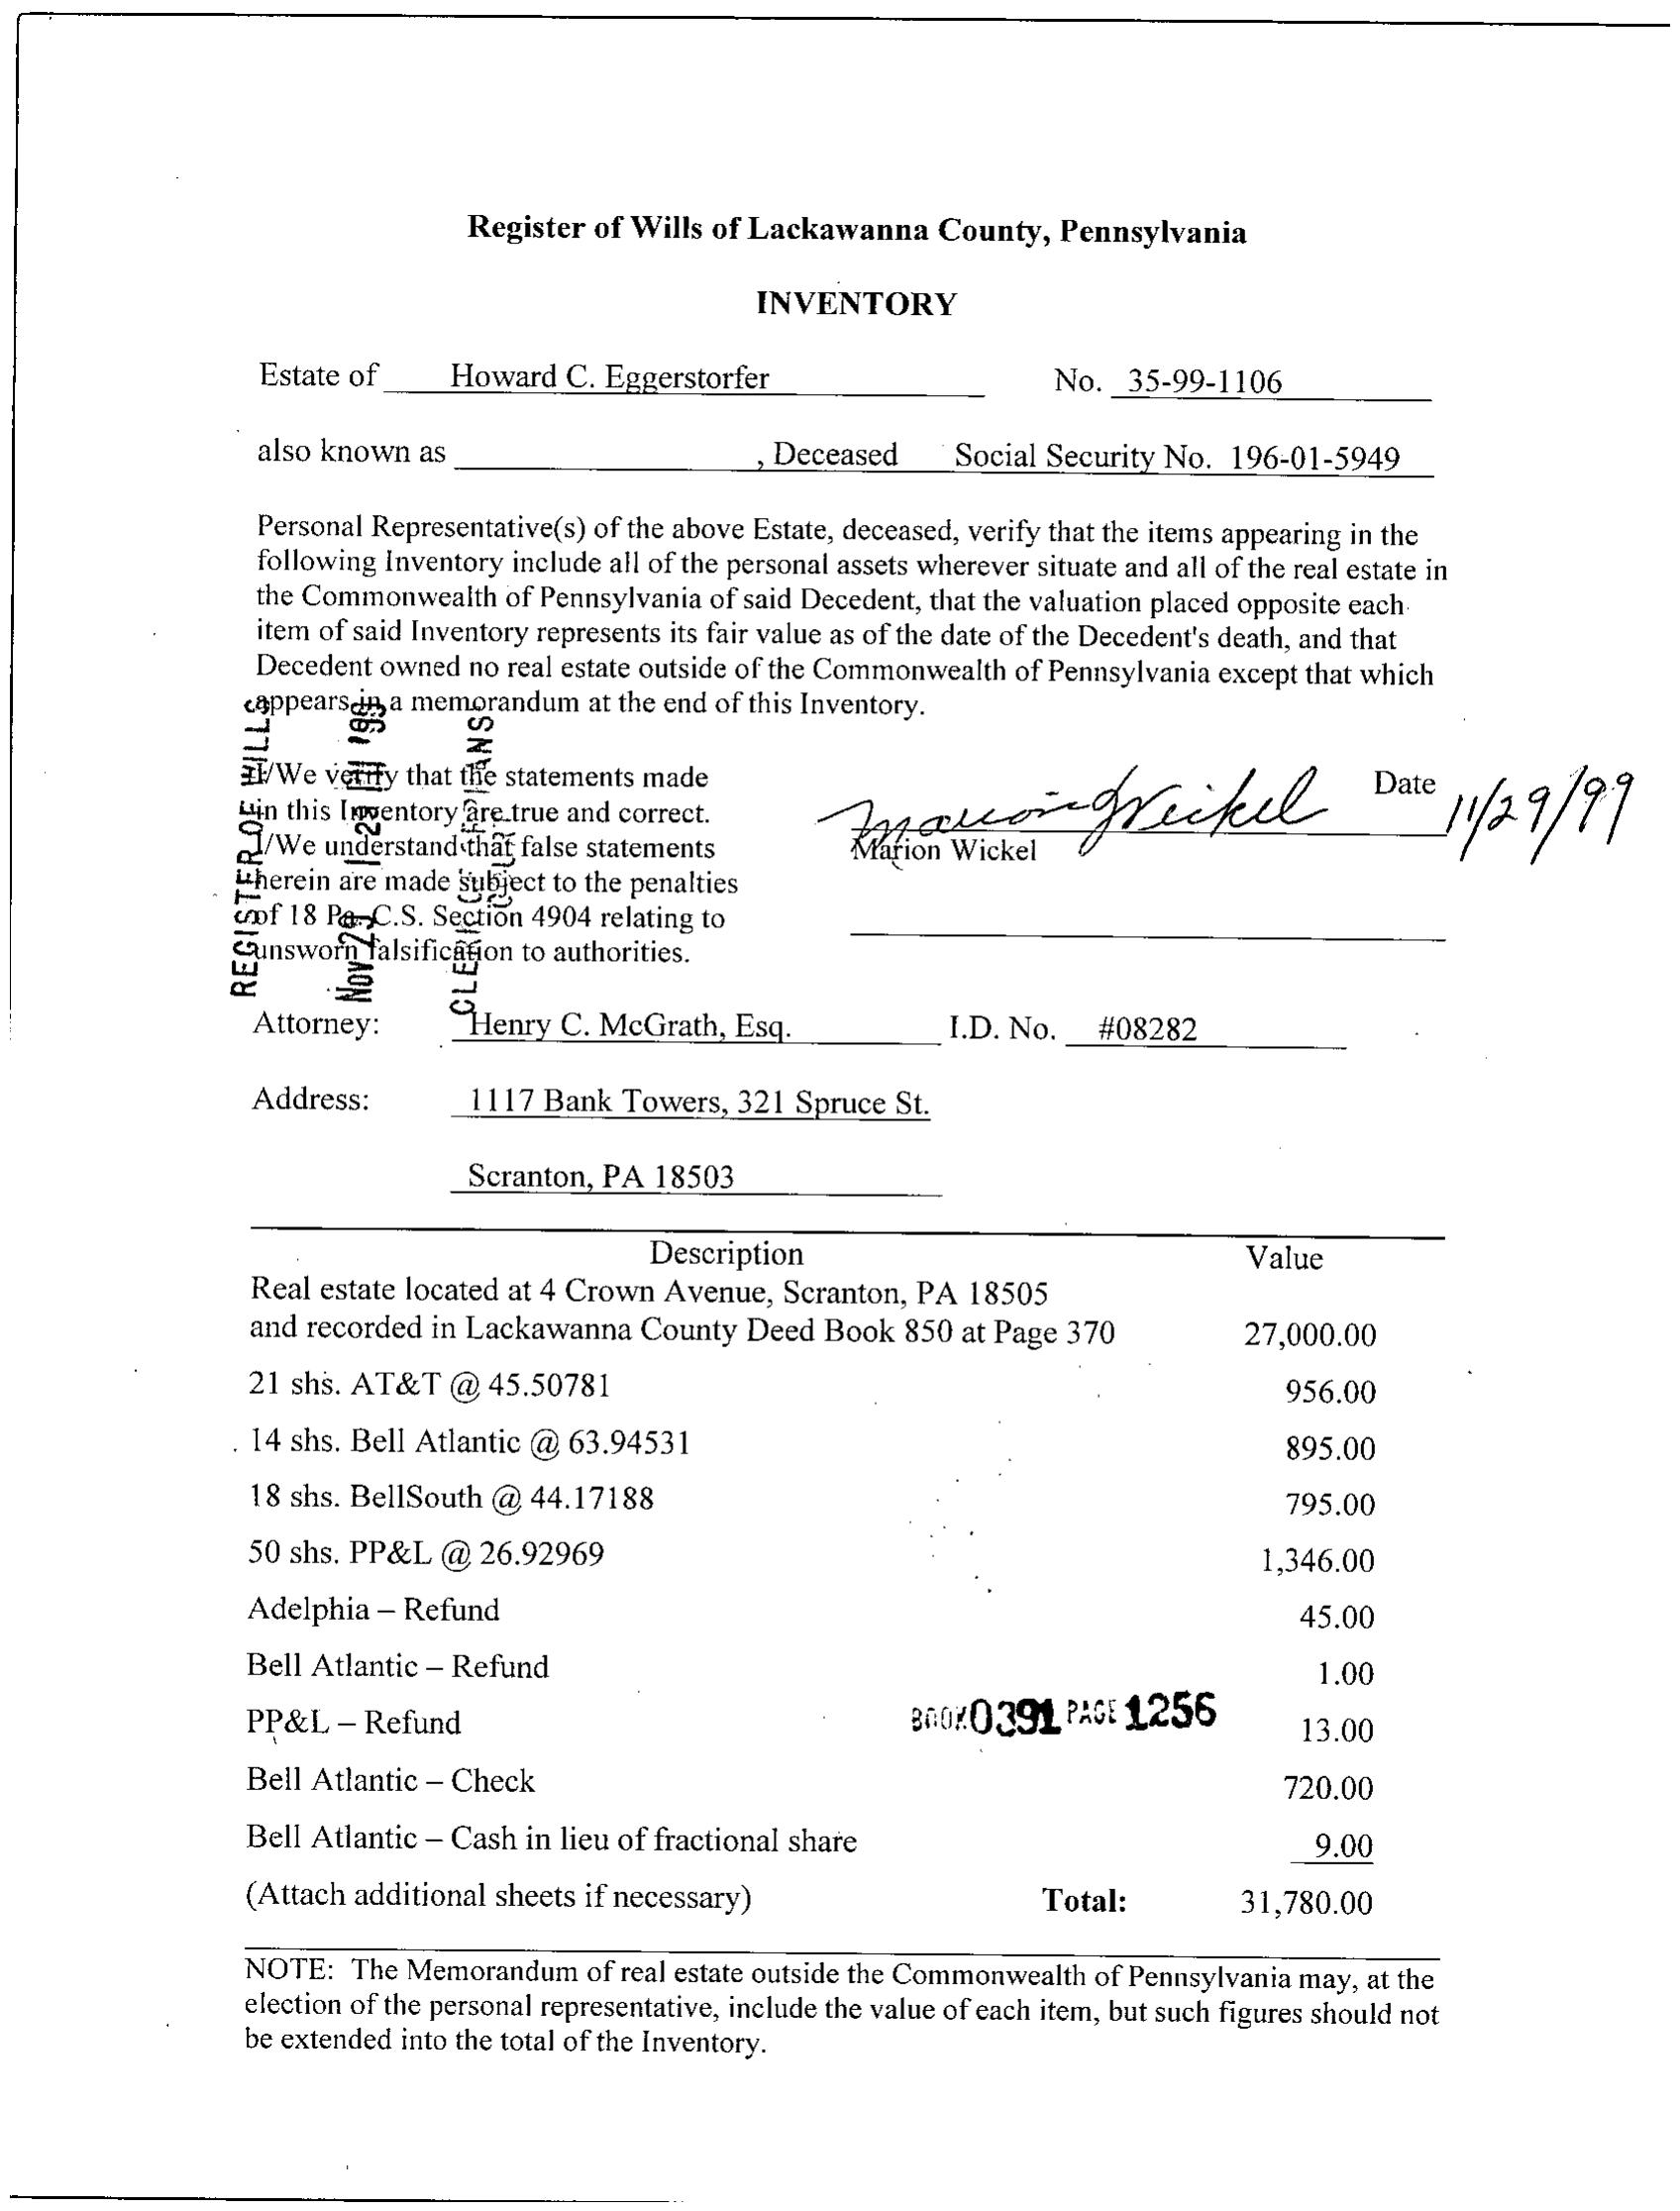 Register of Wills of Lackawanna County, Pennsylvania
INVENTORY
Estate of Howard C. Eggerstorfer No. 35-99-1106
also known as , Deceased Social Security No. 196-01-5949
Personal Representative(s) of the above Estate, deceased, verify that the items appearing in the
following Inventory include all of the personal assets wherever situate and all of the real estate in
the Commonwealth of Pennsylvania of said Decedent, that the valuation placed opposite each
item of said Inventory represents its fair value as of the date of the Decedent's death, and that
Decedent owned no real estate outside of the Commonwealth of Pennsylvania except that which
appears in a memorandum at the end of this Inventory.
I/We verify that the statements made
in this Inventory are true and correct.
I/We understand that false statements
herein are made subject to the penalties
of 18 Pa. C.S. Section 4904 relating to
unsworn falsification to authorities.
REGISTER OF WILLS
Nov 29 '99
CLERK
Marion Wickel Date 11/29/99
Marion Wickel
Attorney: Henry C. McGrath, Esq. I.D. No. #08282
Address: 1117 Bank Towers, 321 Spruce St.
Scranton, PA 18503
Description Value
Real estate located at 4 Crown Avenue, Scranton, PA 18505
and recorded in Lackawanna County Deed Book 850 at Page 370 27,000.00
21 shs. AT&T @ 45.50781 956.00
14 shs. Bell Atlantic @ 63.94531 895.00
18 shs. BellSouth @ 44.17188 795.00
50 shs. PP&L @ 26.92969 1,346.00
Adelphia – Refund 45.00
Bell Atlantic – Refund 1.00
PP&L – Refund 13.00
BOOK 0391 PAGE 1256
Bell Atlantic – Check 720.00
Bell Atlantic – Cash in lieu of fractional share 9.00
(Attach additional sheets if necessary) Total: 31,780.00
NOTE: The Memorandum of real estate outside the Commonwealth of Pennsylvania may, at the
election of the personal representative, include the value of each item, but such figures should not
be extended into the total of the Inventory.